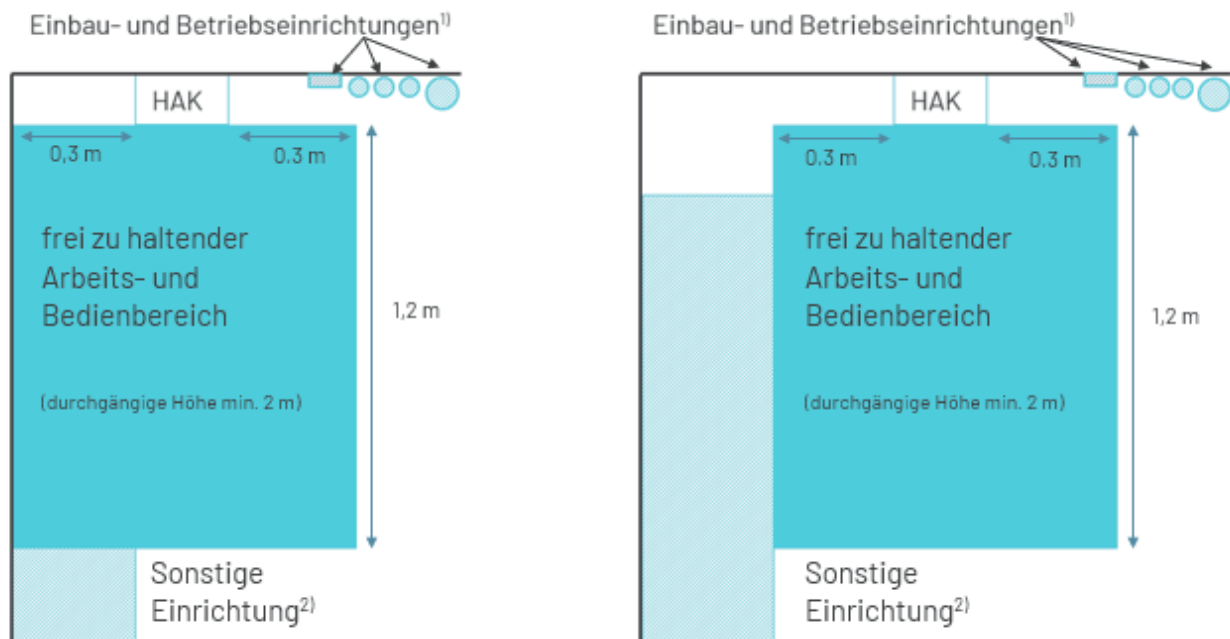 Einbau- und Betriebseinrichtungen¹⁾
HAK
0,3 m
0.3 m
frei zu haltender
Arbeits- und
Bedienbereich
1,2 m
(durchgängige Höhe min. 2 m)
Sonstige
Einrichtung²⁾
Einbau- und Betriebseinrichtungen¹⁾
HAK
0.3 m
0.3 m
frei zu haltender
Arbeits- und
Bedienbereich
1,2 m
(durchgängige Höhe min. 2 m)
Sonstige
Einrichtung²⁾